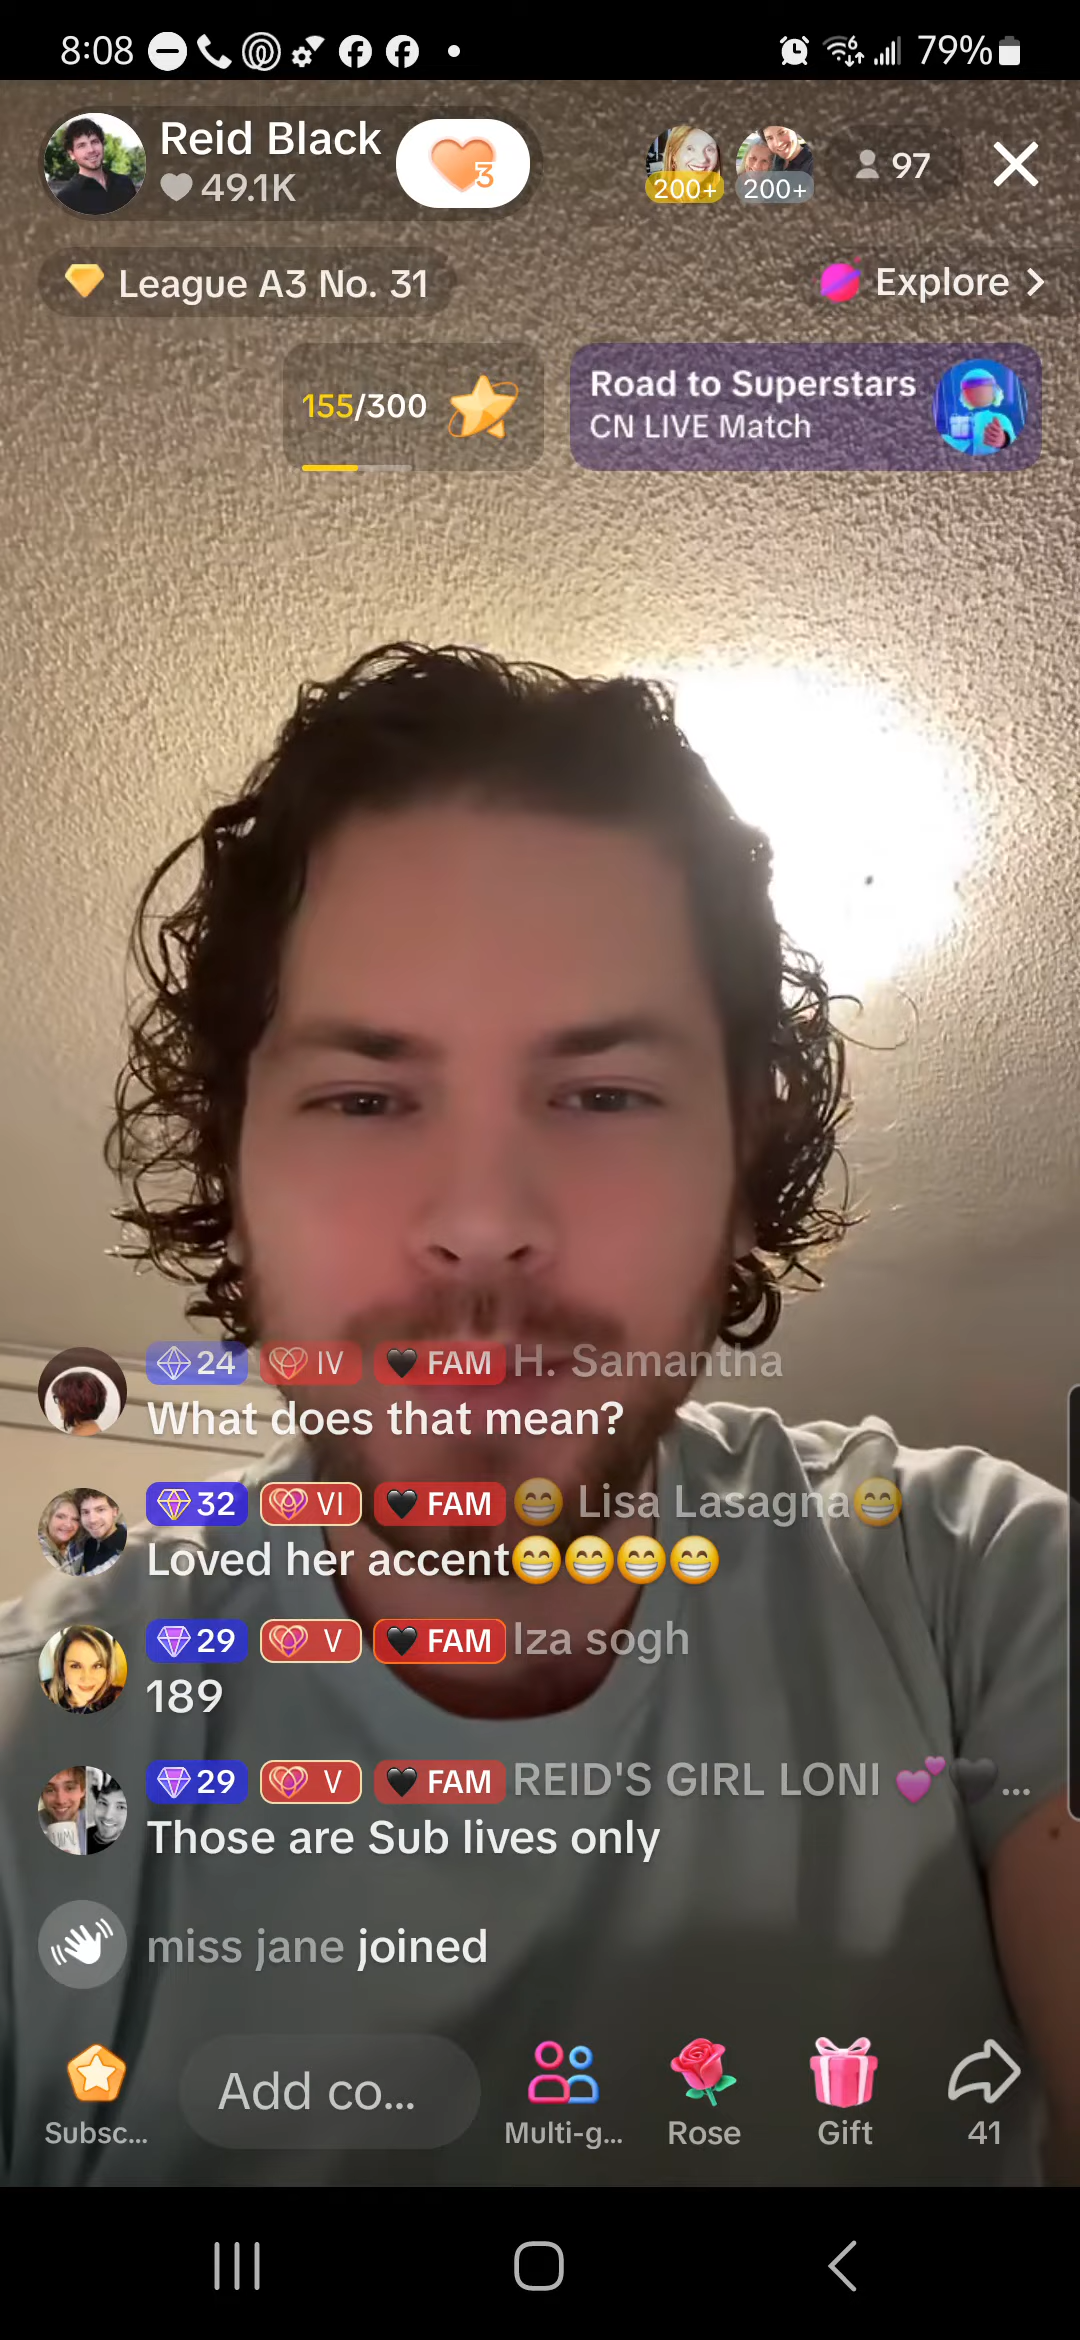 8:08
79%
Reid Black
49.1K
3
200+
200+
97
League A3 No. 31
Explore
155/300
Road to Superstars
CN LIVE Match
24 IV 🖤 FAM H. Samantha
What does that mean?
32 VI 🖤 FAM 😁 Lisa Lasagna😁
Loved her accent😁😁😁😁
29 V 🖤 FAM Iza sogh
189
29 V 🖤 FAM REID'S GIRL LONI 💕🖤...
Those are Sub lives only
miss jane joined
Add co...
Subsc...
Multi-g...
Rose
Gift
41